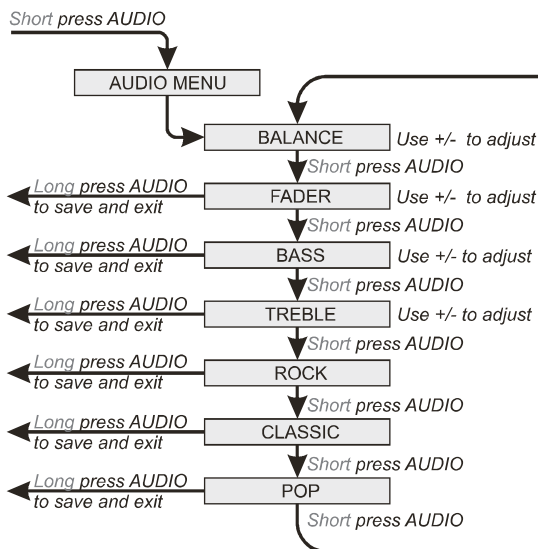 Short press AUDIO
AUDIO MENU
BALANCE Use +/- to adjust
Short press AUDIO
Long press AUDIO
to save and exit
FADER Use +/- to adjust
Short press AUDIO
Long press AUDIO
to save and exit
BASS Use +/- to adjust
Short press AUDIO
Long press AUDIO
to save and exit
TREBLE Use +/- to adjust
Short press AUDIO
Long press AUDIO
to save and exit
ROCK
Short press AUDIO
Long press AUDIO
to save and exit
CLASSIC
Short press AUDIO
Long press AUDIO
to save and exit
POP
Short press AUDIO